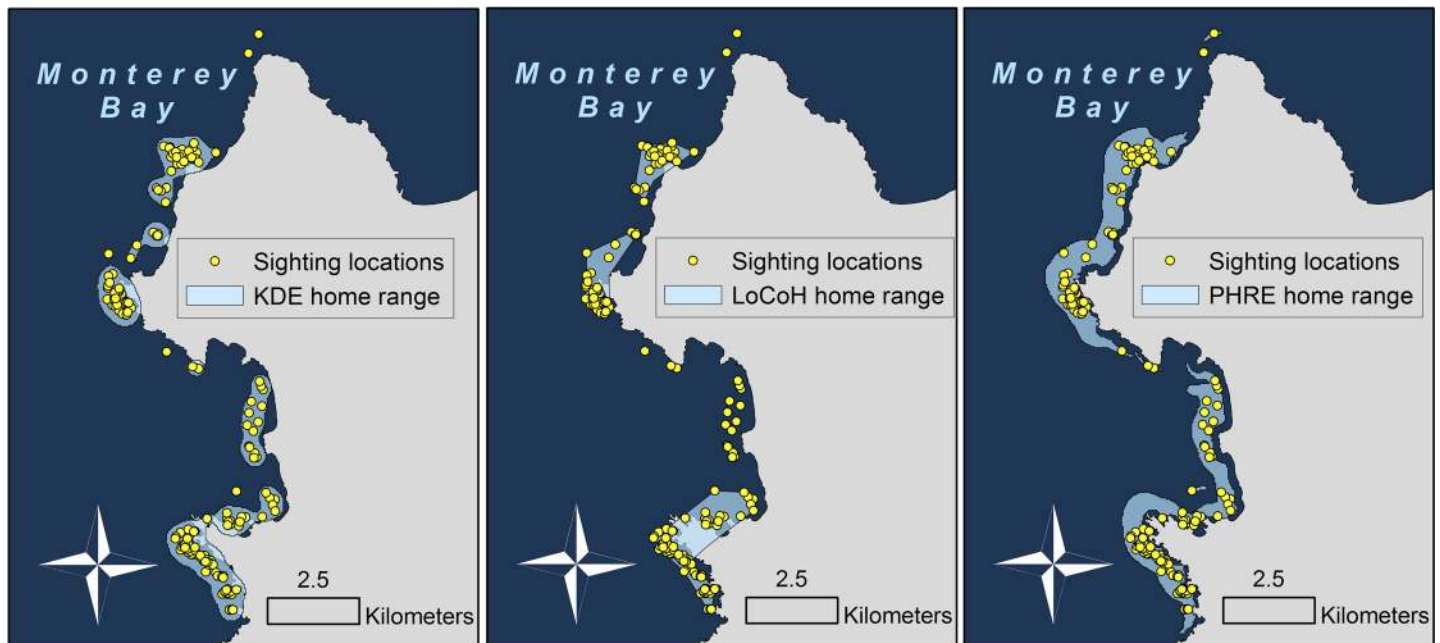 Monterey
Bay
Sighting locations
KDE home range
2.5
Kilometers
Monterey
Bay
Sighting locations
LoCoH home range
2.5
Kilometers
Monterey
Bay
Sighting locations
PHRE home range
2.5
Kilometers